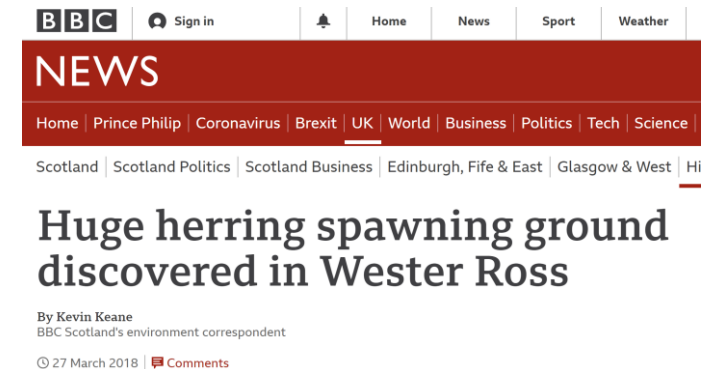 BBC Sign in Home News Sport Weather
NEWS
Home Prince Philip Coronavirus Brexit UK World Business Politics Tech Science
Scotland Scotland Politics Scotland Business Edinburgh, Fife & East Glasgow & West Hi
Huge herring spawning ground
discovered in Wester Ross
By Kevin Keane
BBC Scotland's environment correspondent
27 March 2018 Comments